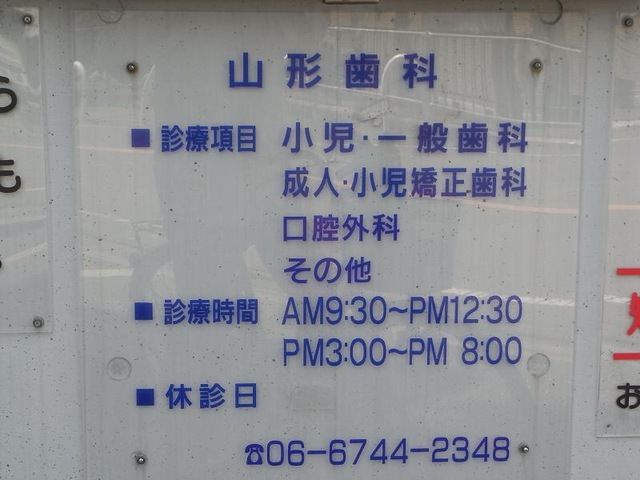 山形歯科
■ 診療項目 小児・一般歯科
成人・小児矯正歯科
口腔外科
その他
■ 診療時間 AM9:30～PM12:30
PM3:00～PM 8:00
■ 休診日
☎06-6744-2348
も
お